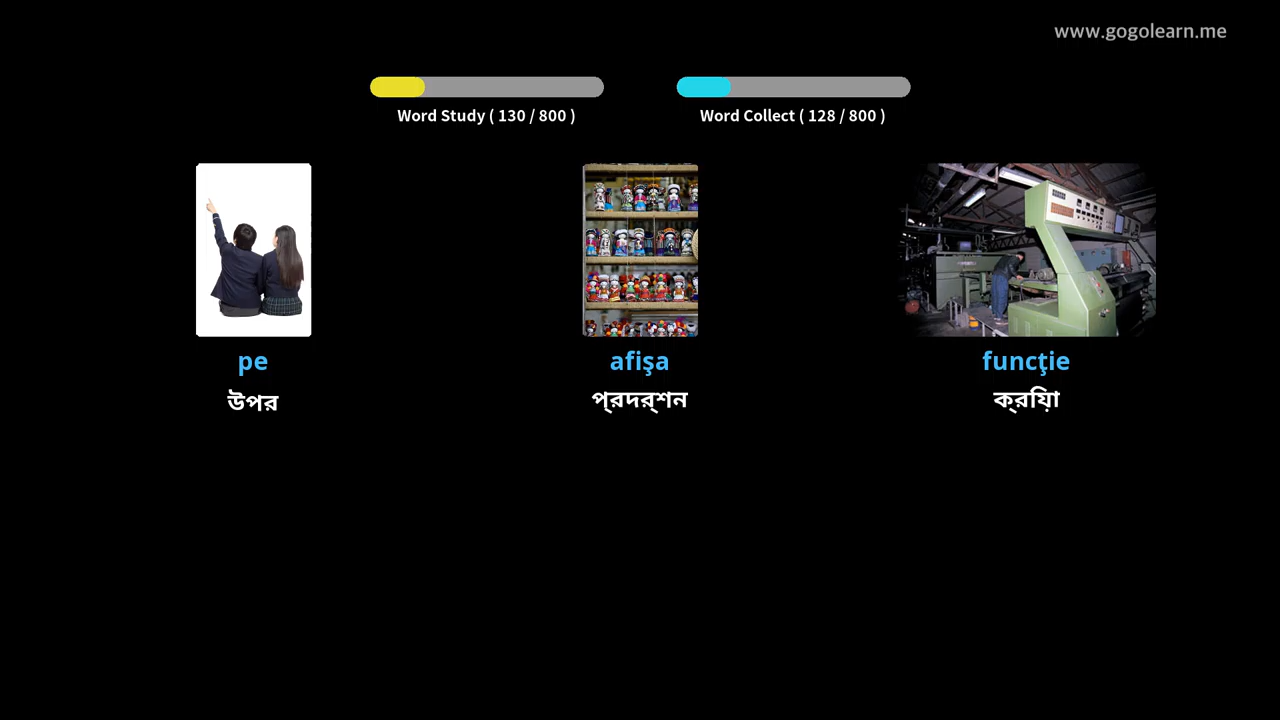 www.gogolearn.me
Word Study ( 130 / 800 )
Word Collect ( 128 / 800 )
pe
afişa
funcţie
উপর
প্রদর্শন
ক্রিয়া